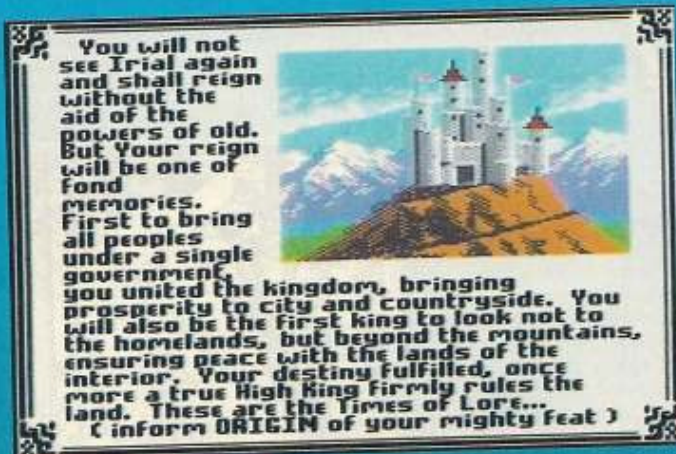 You will not
see Irial again
and shall reign
without the
aid of the
powers of old.
But Your reign
will be one of
fond
memories.
First to bring
all peoples
under a single
government,
you united the kingdom, bringing
prosperity to city and countryside. You
will also be the first king to look not to
the homelands, but beyond the mountains,
ensuring peace with the lands of the
interior. Your destiny fulfilled, once
more a true High King firmly rules the
land. These are the Times of Lore...
( inform ORIGIN of your mighty feat )